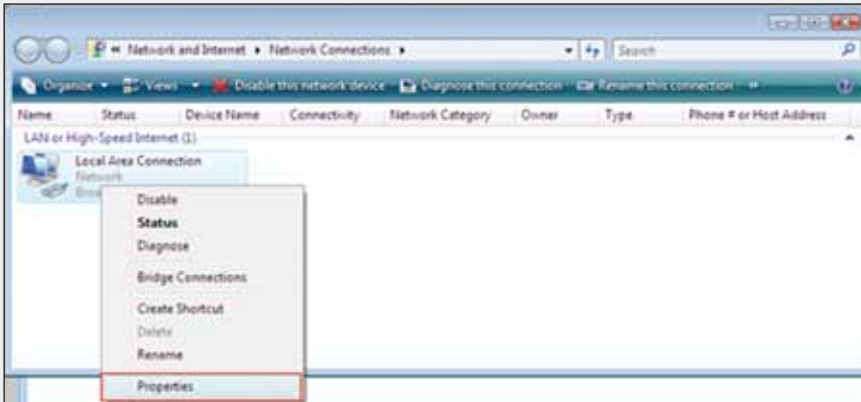 « Network and Internet ▸ Network Connections ▸
Search
Organize Views Disable this network device Diagnose this connection Rename this connection »
Name Status Device Name Connectivity Network Category Owner Type Phone # or Host Address
LAN or High-Speed Internet (1)
Local Area Connection
Network
Disable
Status
Diagnose
Bridge Connections
Create Shortcut
Delete
Rename
Properties